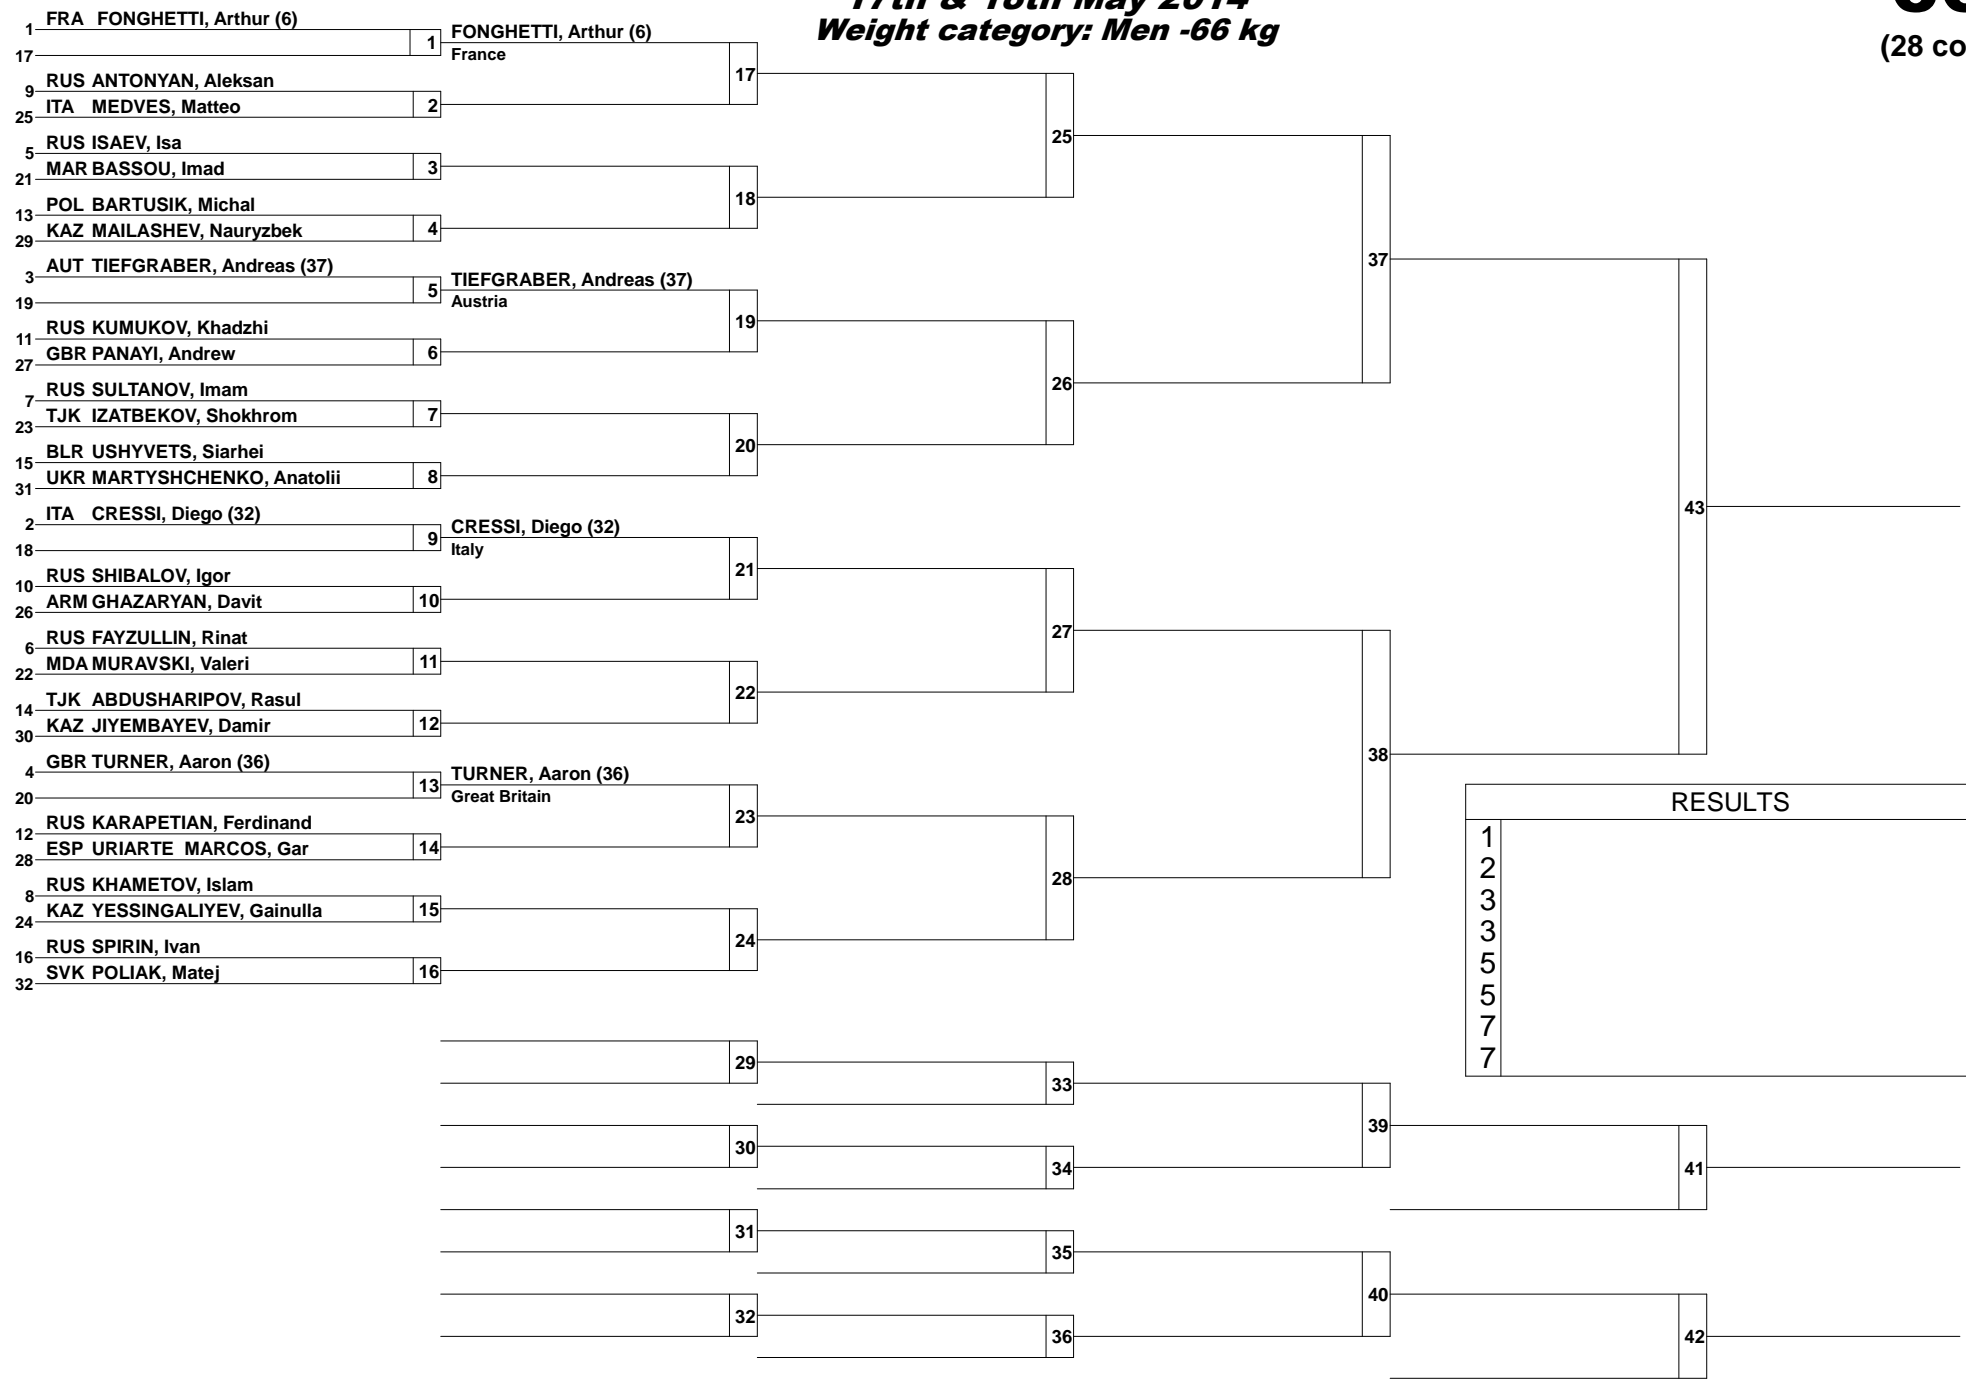 Weight category: Men -66 kg
(28 co
1 FRA FONGHETTI, Arthur (6)
17
1
FONGHETTI, Arthur (6)
France
9 RUS ANTONYAN, Aleksan
25 ITA MEDVES, Matteo
2
17
5 RUS ISAEV, Isa
21 MAR BASSOU, Imad
3
13 POL BARTUSIK, Michal
29 KAZ MAILASHEV, Nauryzbek
4
18
25
3 AUT TIEFGRABER, Andreas (37)
19
5
TIEFGRABER, Andreas (37)
Austria
11 RUS KUMUKOV, Khadzhi
27 GBR PANAYI, Andrew
6
19
7 RUS SULTANOV, Imam
23 TJK IZATBEKOV, Shokhrom
7
15 BLR USHYVETS, Siarhei
31 UKR MARTYSHCHENKO, Anatolii
8
20
26
37
2 ITA CRESSI, Diego (32)
18
9
CRESSI, Diego (32)
Italy
10 RUS SHIBALOV, Igor
26 ARM GHAZARYAN, Davit
10
21
6 RUS FAYZULLIN, Rinat
22 MDA MURAVSKI, Valeri
11
14 TJK ABDUSHARIPOV, Rasul
30 KAZ JIYEMBAYEV, Damir
12
22
27
4 GBR TURNER, Aaron (36)
20
13
TURNER, Aaron (36)
Great Britain
12 RUS KARAPETIAN, Ferdinand
28 ESP URIARTE MARCOS, Gar
14
23
8 RUS KHAMETOV, Islam
24 KAZ YESSINGALIYEV, Gainulla
15
16 RUS SPIRIN, Ivan
32 SVK POLIAK, Matej
16
24
28
38
43
RESULTS
1
2
3
3
5
5
7
7
29
33
30
34
39
41
31
35
32
36
40
42